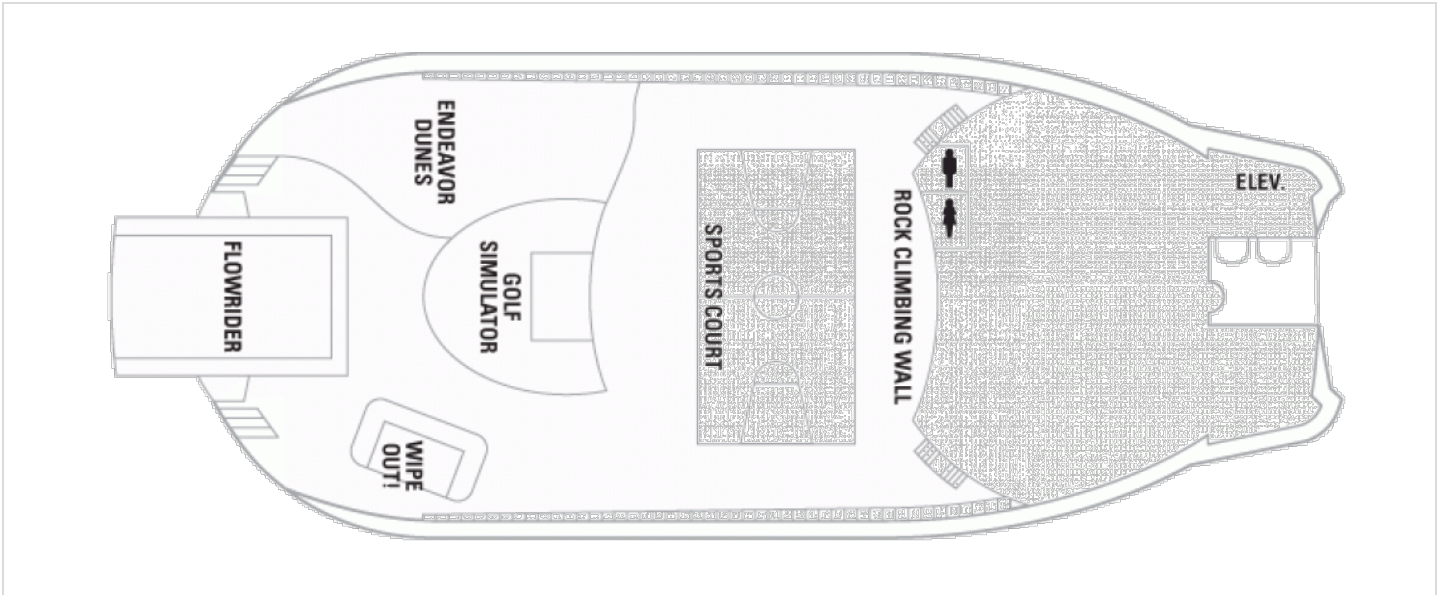 ENDEAVOR
DUNES
FLOWRIDER
GOLF
SIMULATOR
WIPE
OUT!
SPORTS COURT
ROCK CLIMBING WALL
ELEV.